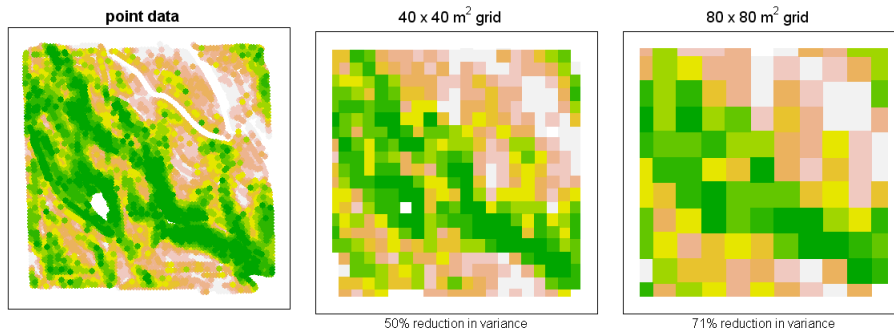 point data
40 x 40 m² grid
80 x 80 m² grid
50% reduction in variance
71% reduction in variance